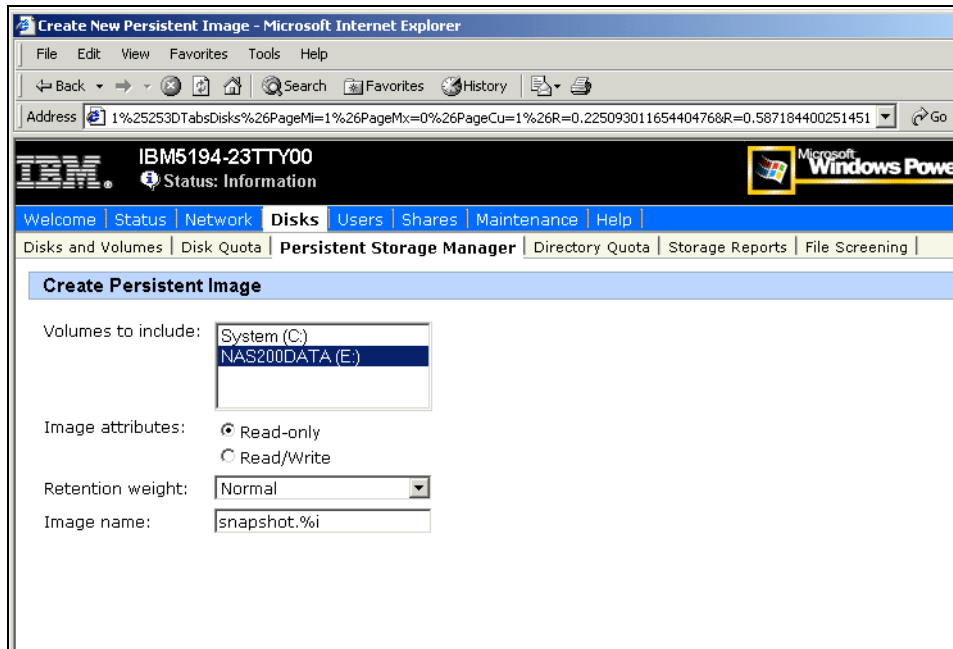 Create New Persistent Image - Microsoft Internet Explorer
File Edit View Favorites Tools Help
Back Search Favorites History
Address 1%25253DTabsDisks%26PageMi=1%26PageMx=0%26PageCu=1%26R=0.225093011654404768R=0.587184400251451 Go
IBM IBM5194-23TTY00 Microsoft
Status: Information Windows Powe
Welcome | Status | Network | Disks | Users | Shares | Maintenance | Help |
Disks and Volumes | Disk Quota | Persistent Storage Manager | Directory Quota | Storage Reports | File Screening |
Create Persistent Image
Volumes to include: System (C:)
NAS200DATA (E:)
Image attributes: Read-only
Read/Write
Retention weight: Normal
Image name: snapshot.%i